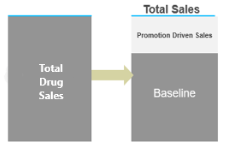 Total Sales
Promotion Driven Sales
Total
Drug
Sales
Baseline